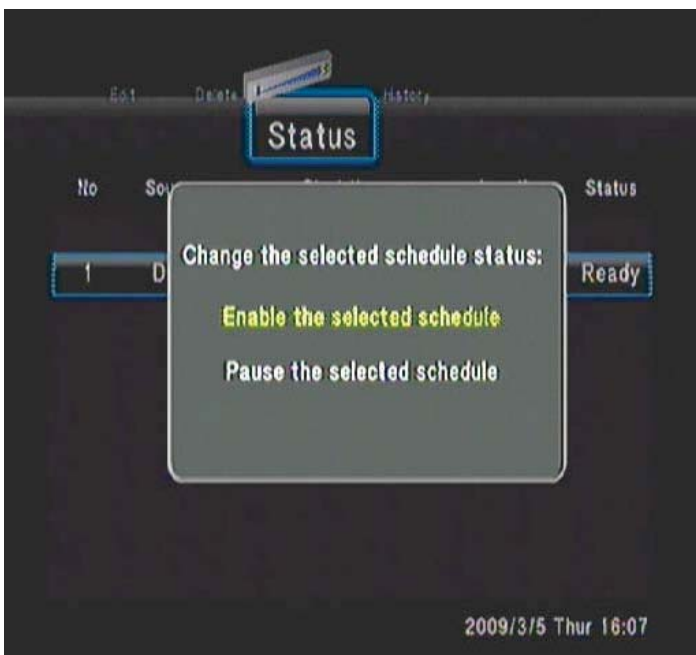 Edit Delete History
Status
No Status
Change the selected schedule status:
1 D Ready
Enable the selected schedule
Pause the selected schedule
2009/3/5 Thur 16:07